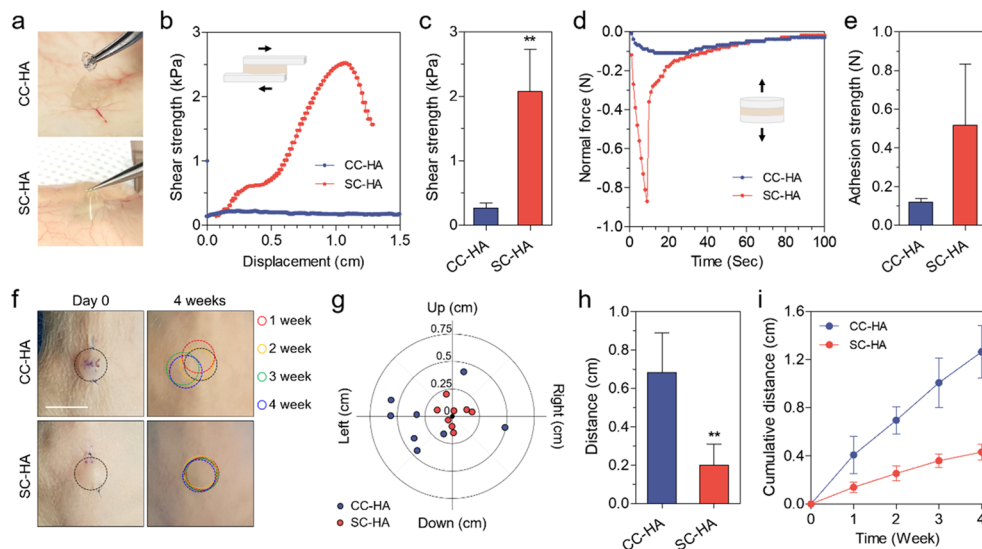 a
CC-HA
SC-HA
b
Shear strength (kPa)
3
2
1
0
0.0
0.5
1.0
1.5
CC-HA
SC-HA
Displacement (cm)
c
Shear strength (kPa)
3
2
1
0
**
CC-HA
SC-HA
d
Normal force (N)
-0.0
-0.2
-0.4
-0.6
-0.8
-1.0
0
20
40
60
80
100
CC-HA
SC-HA
Time (Sec)
e
Adhesion strength (N)
1.0
0.8
0.6
0.4
0.2
0.0
CC-HA
SC-HA
f
Day 0
4 weeks
CC-HA
SC-HA
1 week
2 week
3 week
4 week
g
Up (cm)
0.75
0.5
0.25
0
Left (cm)
Right (cm)
Down (cm)
CC-HA
SC-HA
h
Distance (cm)
1.0
0.8
0.6
0.4
0.2
0.0
**
CC-HA
SC-HA
i
Cumulative distance (cm)
1.8
1.2
0.6
0.0
0
1
2
3
4
CC-HA
SC-HA
Time (Week)